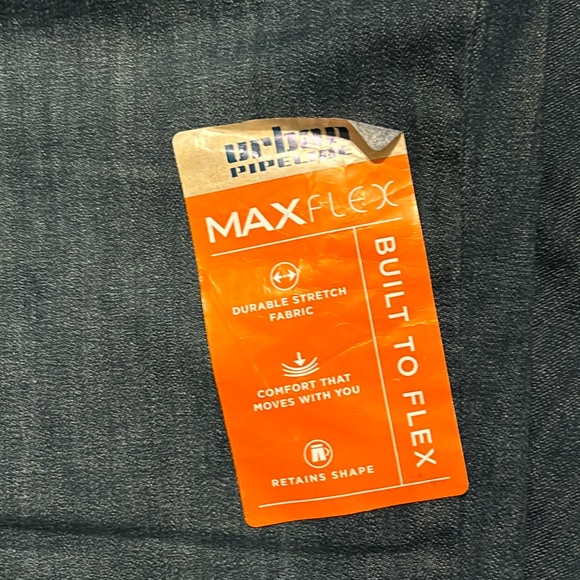 urban
PIPELINE
MAXFLEX
DURABLE STRETCH
FABRIC
COMFORT THAT
MOVES WITH YOU
RETAINS SHAPE
BUILT TO FLEX